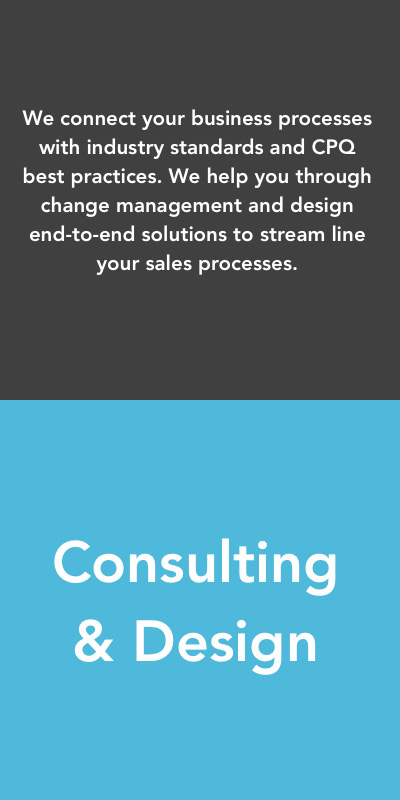 We connect your business processes
with industry standards and CPQ
best practices. We help you through
change management and design
end-to-end solutions to stream line
your sales processes.
Consulting
& Design